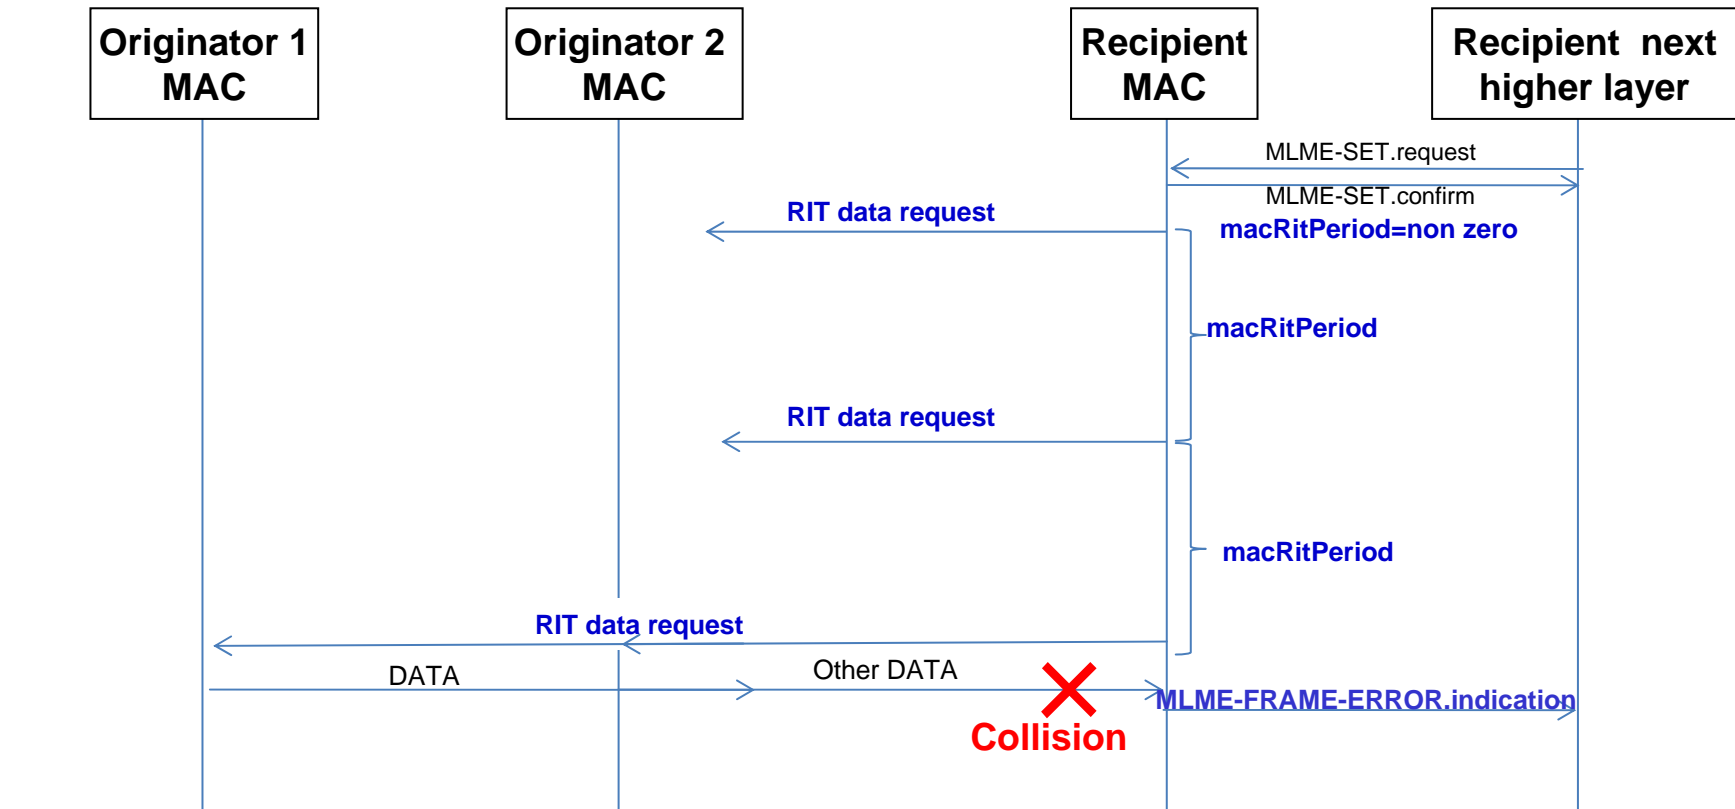 Originator 1
MAC
Originator 2
MAC
Recipient
MAC
Recipient next
higher layer
MLME-SET.request
MLME-SET.confirm
RIT data request
macRitPeriod=non zero
macRitPeriod
RIT data request
macRitPeriod
RIT data request
DATA
Other DATA
MLME-FRAME-ERROR.indication
Collision